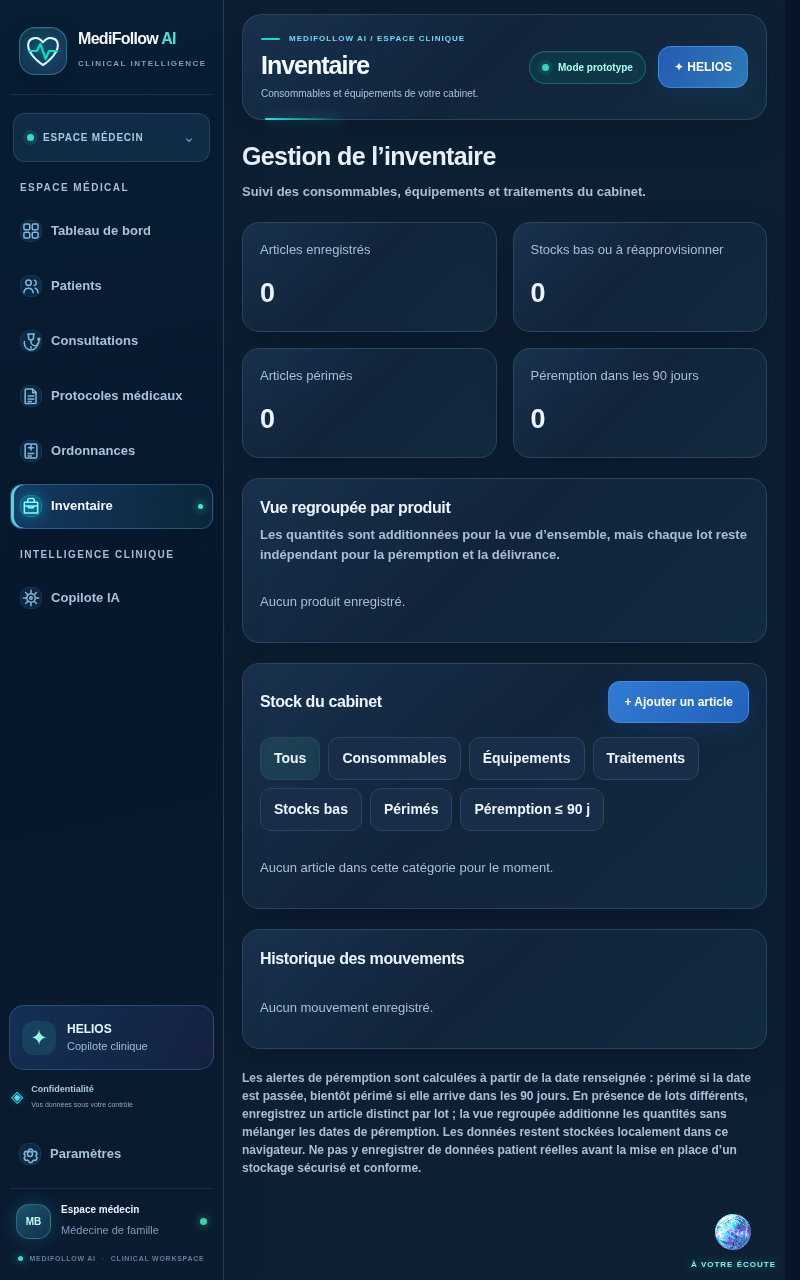 MediFollow AI
CLINICAL INTELLIGENCE
ESPACE MÉDECIN
ESPACE MÉDICAL
Tableau de bord
Patients
Consultations
Protocoles médicaux
Ordonnances
Inventaire
INTELLIGENCE CLINIQUE
Copilote IA
HELIOS
Copilote clinique
Confidentialité
Vos données sous votre contrôle
Paramètres
MB
Espace médecin
Médecine de famille
MEDIFOLLOW AI · CLINICAL WORKSPACE
MEDIFOLLOW AI / ESPACE CLINIQUE
Inventaire
Consommables et équipements de votre cabinet.
Mode prototype
✦ HELIOS
Gestion de l’inventaire
Suivi des consommables, équipements et traitements du cabinet.
Articles enregistrés
0
Stocks bas ou à réapprovisionner
0
Articles périmés
0
Péremption dans les 90 jours
0
Vue regroupée par produit
Les quantités sont additionnées pour la vue d’ensemble, mais chaque lot reste
indépendant pour la péremption et la délivrance.
Aucun produit enregistré.
Stock du cabinet
+ Ajouter un article
Tous Consommables Équipements Traitements
Stocks bas Périmés Péremption ≤ 90 j
Aucun article dans cette catégorie pour le moment.
Historique des mouvements
Aucun mouvement enregistré.
Les alertes de péremption sont calculées à partir de la date renseignée : périmé si la date
est passée, bientôt périmé si elle arrive dans les 90 jours. En présence de lots différents,
enregistrez un article distinct par lot ; la vue regroupée additionne les quantités sans
mélanger les dates de péremption. Les données restent stockées localement dans ce
navigateur. Ne pas y enregistrer de données patient réelles avant la mise en place d’un
stockage sécurisé et conforme.
À VOTRE ÉCOUTE